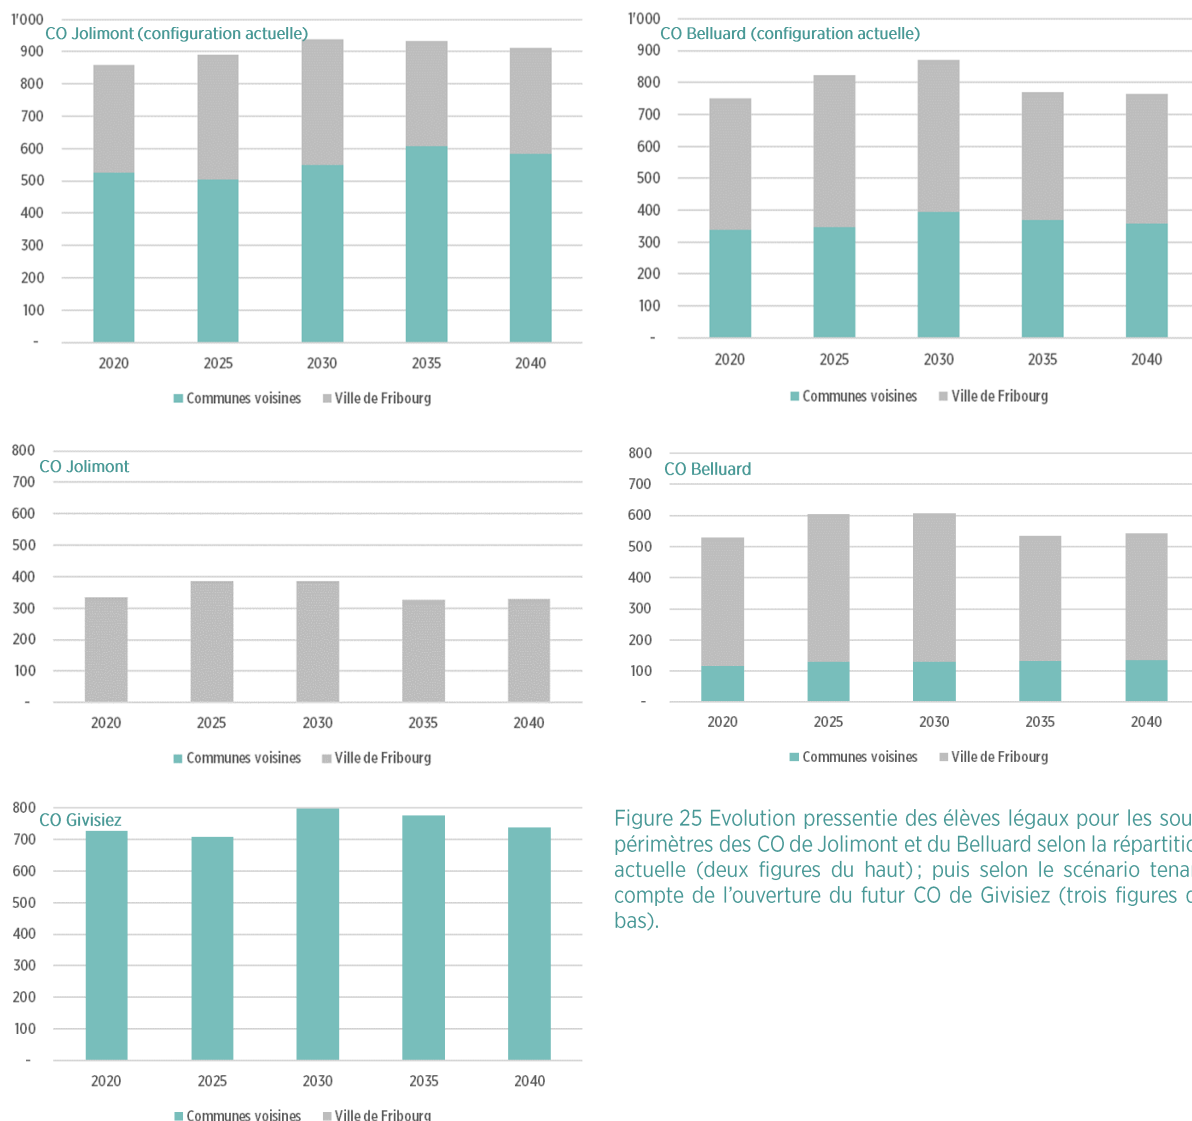 1'000
CO Jolimont (configuration actuelle)
900
800
700
600
500
400
300
200
100
-
2020 2025 2030 2035 2040
Communes voisines Ville de Fribourg
1'000
CO Belluard (configuration actuelle)
900
800
700
600
500
400
300
200
100
-
2020 2025 2030 2035 2040
Communes voisines Ville de Fribourg
800
CO Jolimont
700
600
500
400
300
200
100
-
2020 2025 2030 2035 2040
Communes voisines Ville de Fribourg
800
CO Belluard
700
600
500
400
300
200
100
-
2020 2025 2030 2035 2040
Communes voisines Ville de Fribourg
800
CO Givisiez
700
600
500
400
300
200
100
-
2020 2025 2030 2035 2040
Communes voisines Ville de Fribourg
Figure 25 Evolution pressentie des élèves légaux pour les sou
périmètres des CO de Jolimont et du Belluard selon la répartitio
actuelle (deux figures du haut) ; puis selon le scénario tena
compte de l'ouverture du futur CO de Givisiez (trois figures d
bas).